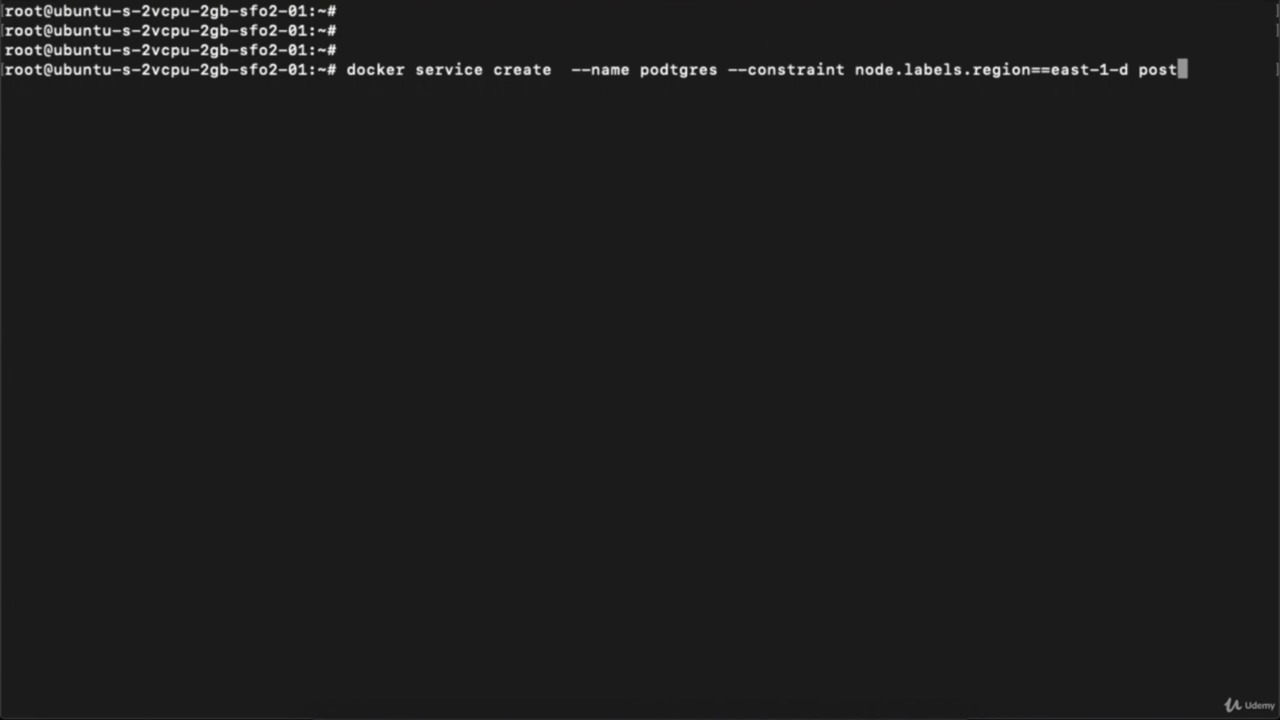 root@ubuntu-s-2vcpu-2gb-sfo2-01:~#
root@ubuntu-s-2vcpu-2gb-sfo2-01:~#
root@ubuntu-s-2vcpu-2gb-sfo2-01:~#
root@ubuntu-s-2vcpu-2gb-sfo2-01:~# docker service create  --name podtgres --constraint node.labels.region==east-1-d post
Udemy